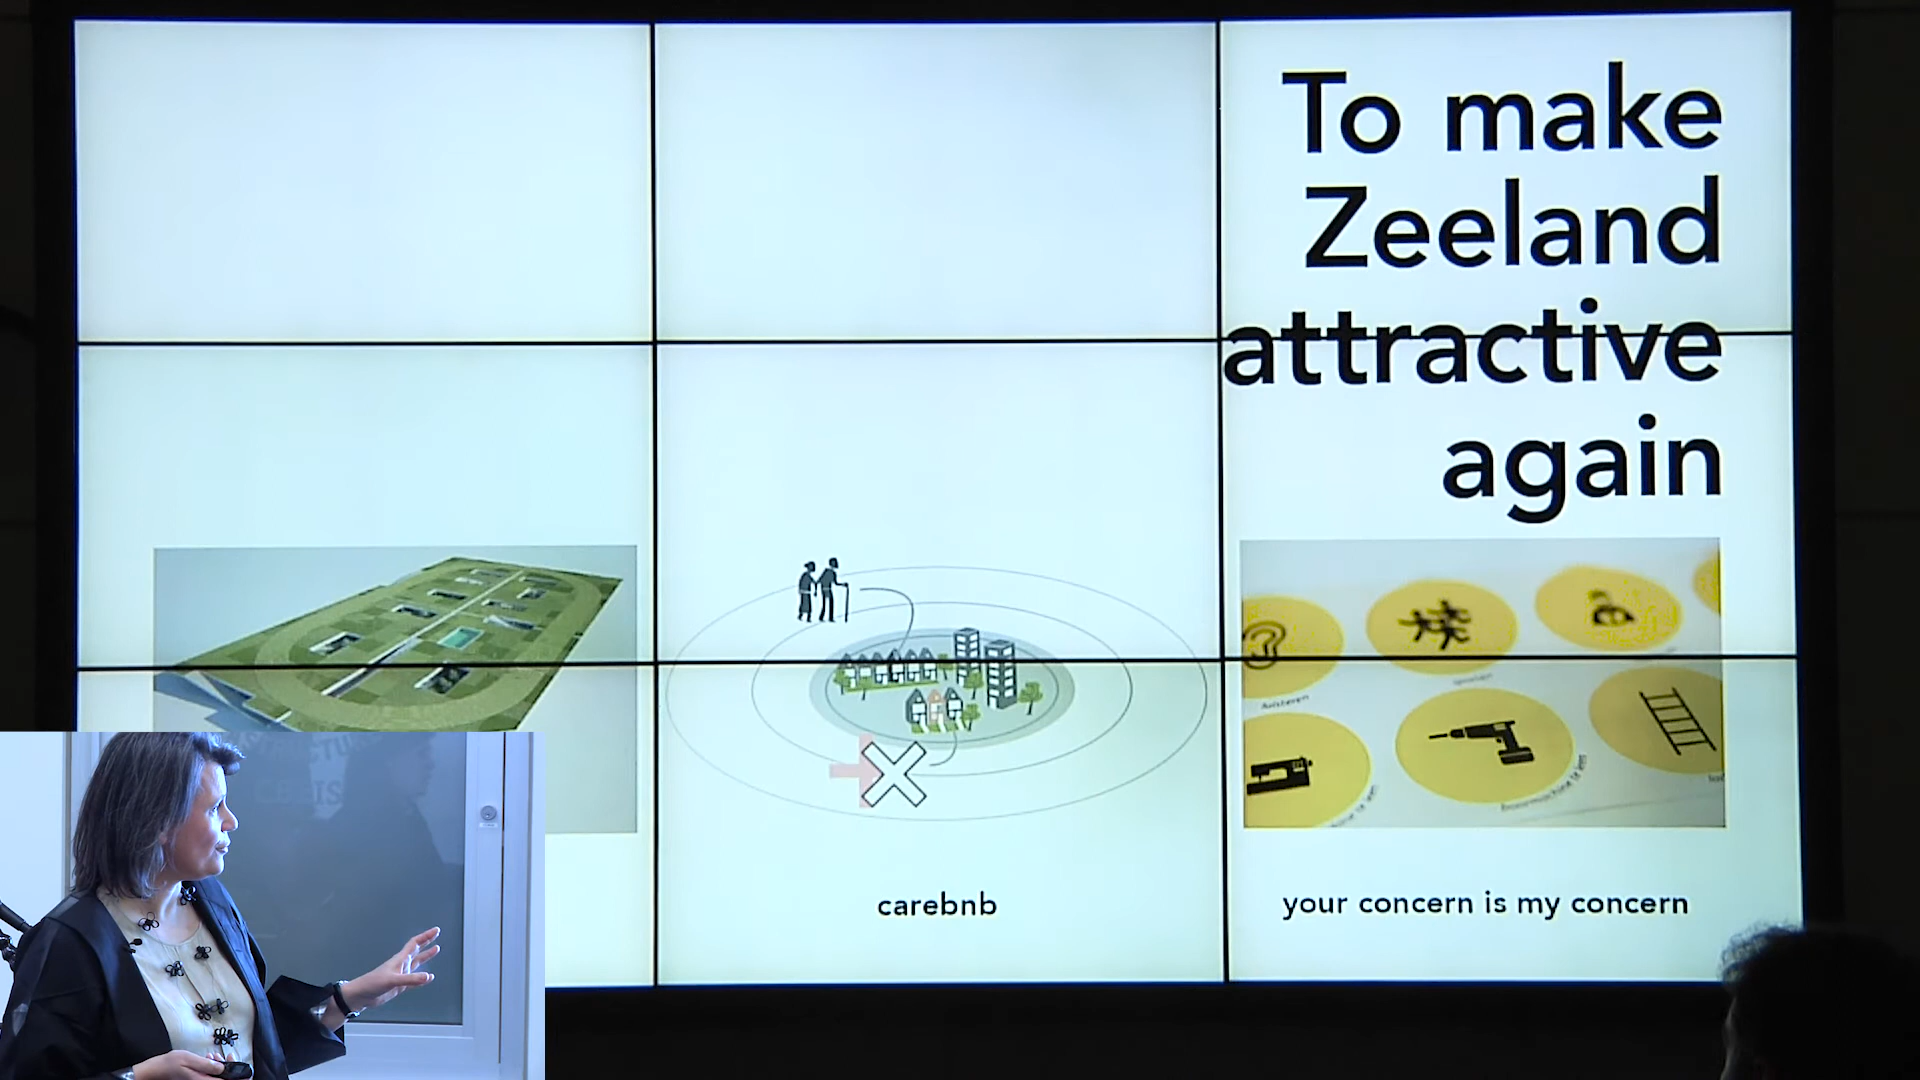 To make
Zeeland
attractive
again
carebnb
your concern is my concern